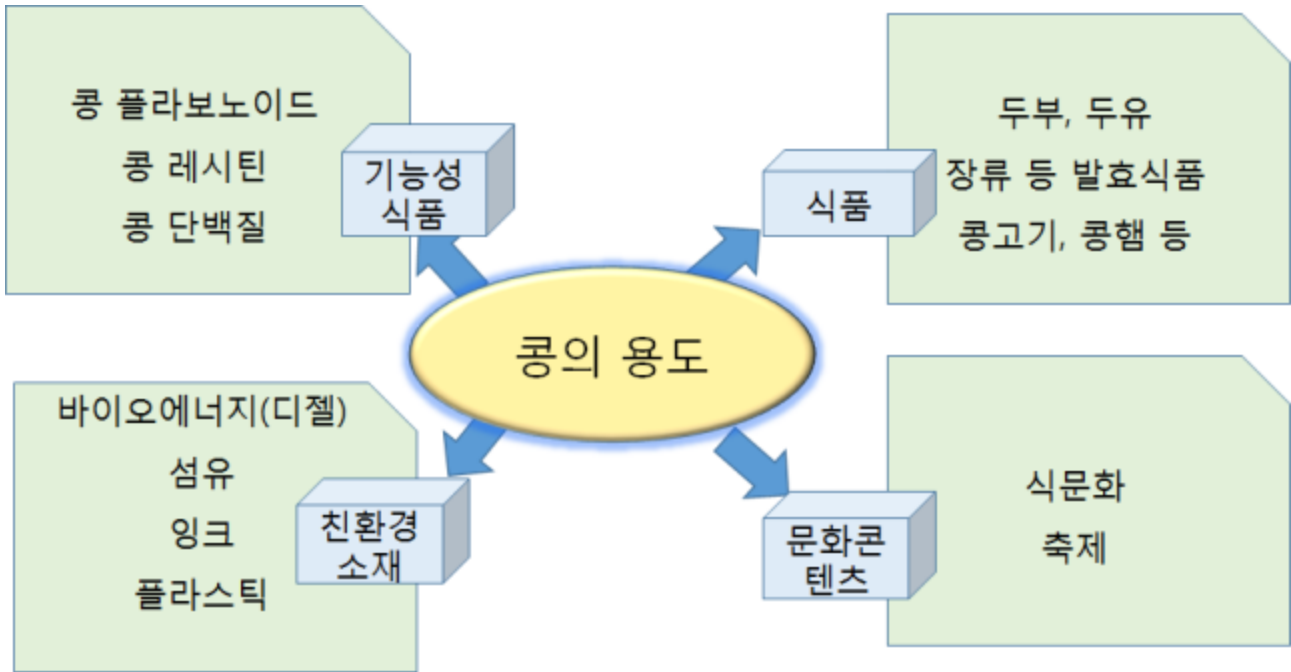 콩 플라보노이드
콩 레시틴
콩 단백질
기능성
식품
식품
두부, 두유
장류 등 발효식품
콩고기, 콩햄 등
콩의 용도
바이오에너지(디젤)
섬유
잉크
플라스틱
친환경
소재
문화콘
텐츠
식문화
축제